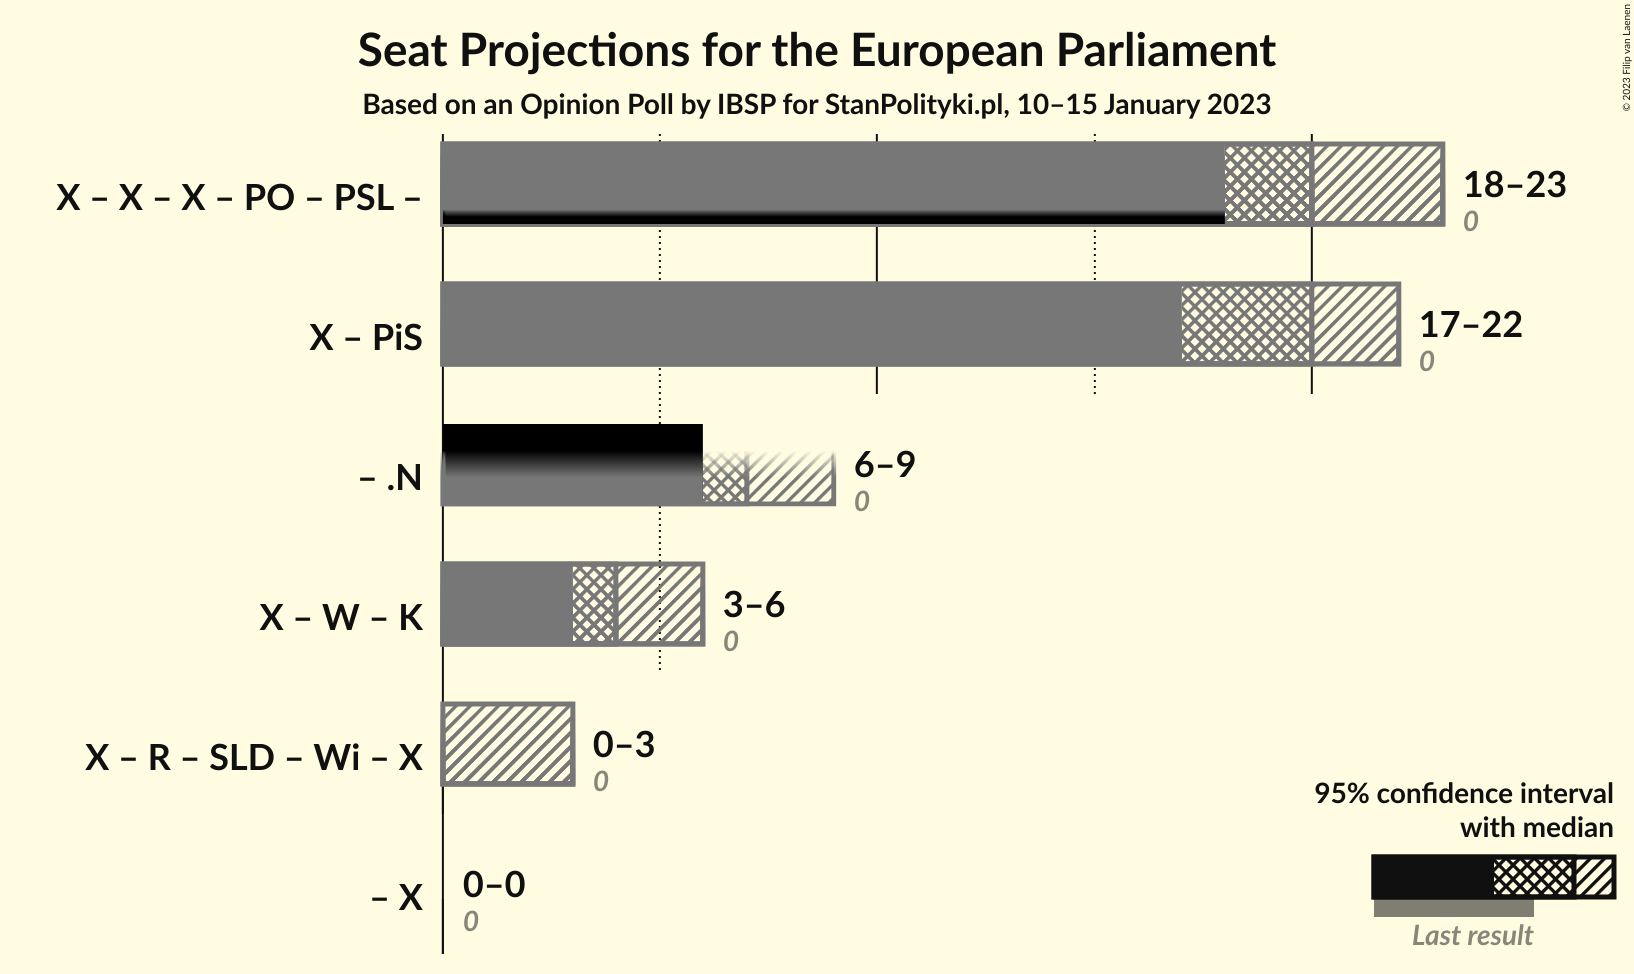 Seat Projections for the European Parliament
Based on an Opinion Poll by IBSP for StanPolityki.pl, 10–15 January 2023
© 2023 Filip van Laenen
X – X – X – PO – PSL –
18–23
0
X – PiS
17–22
0
– .N
6–9
0
X – W – K
3–6
0
X – R – SLD – Wi – X
0–3
0
– X
0–0
0
95% confidence interval
with median
Last result